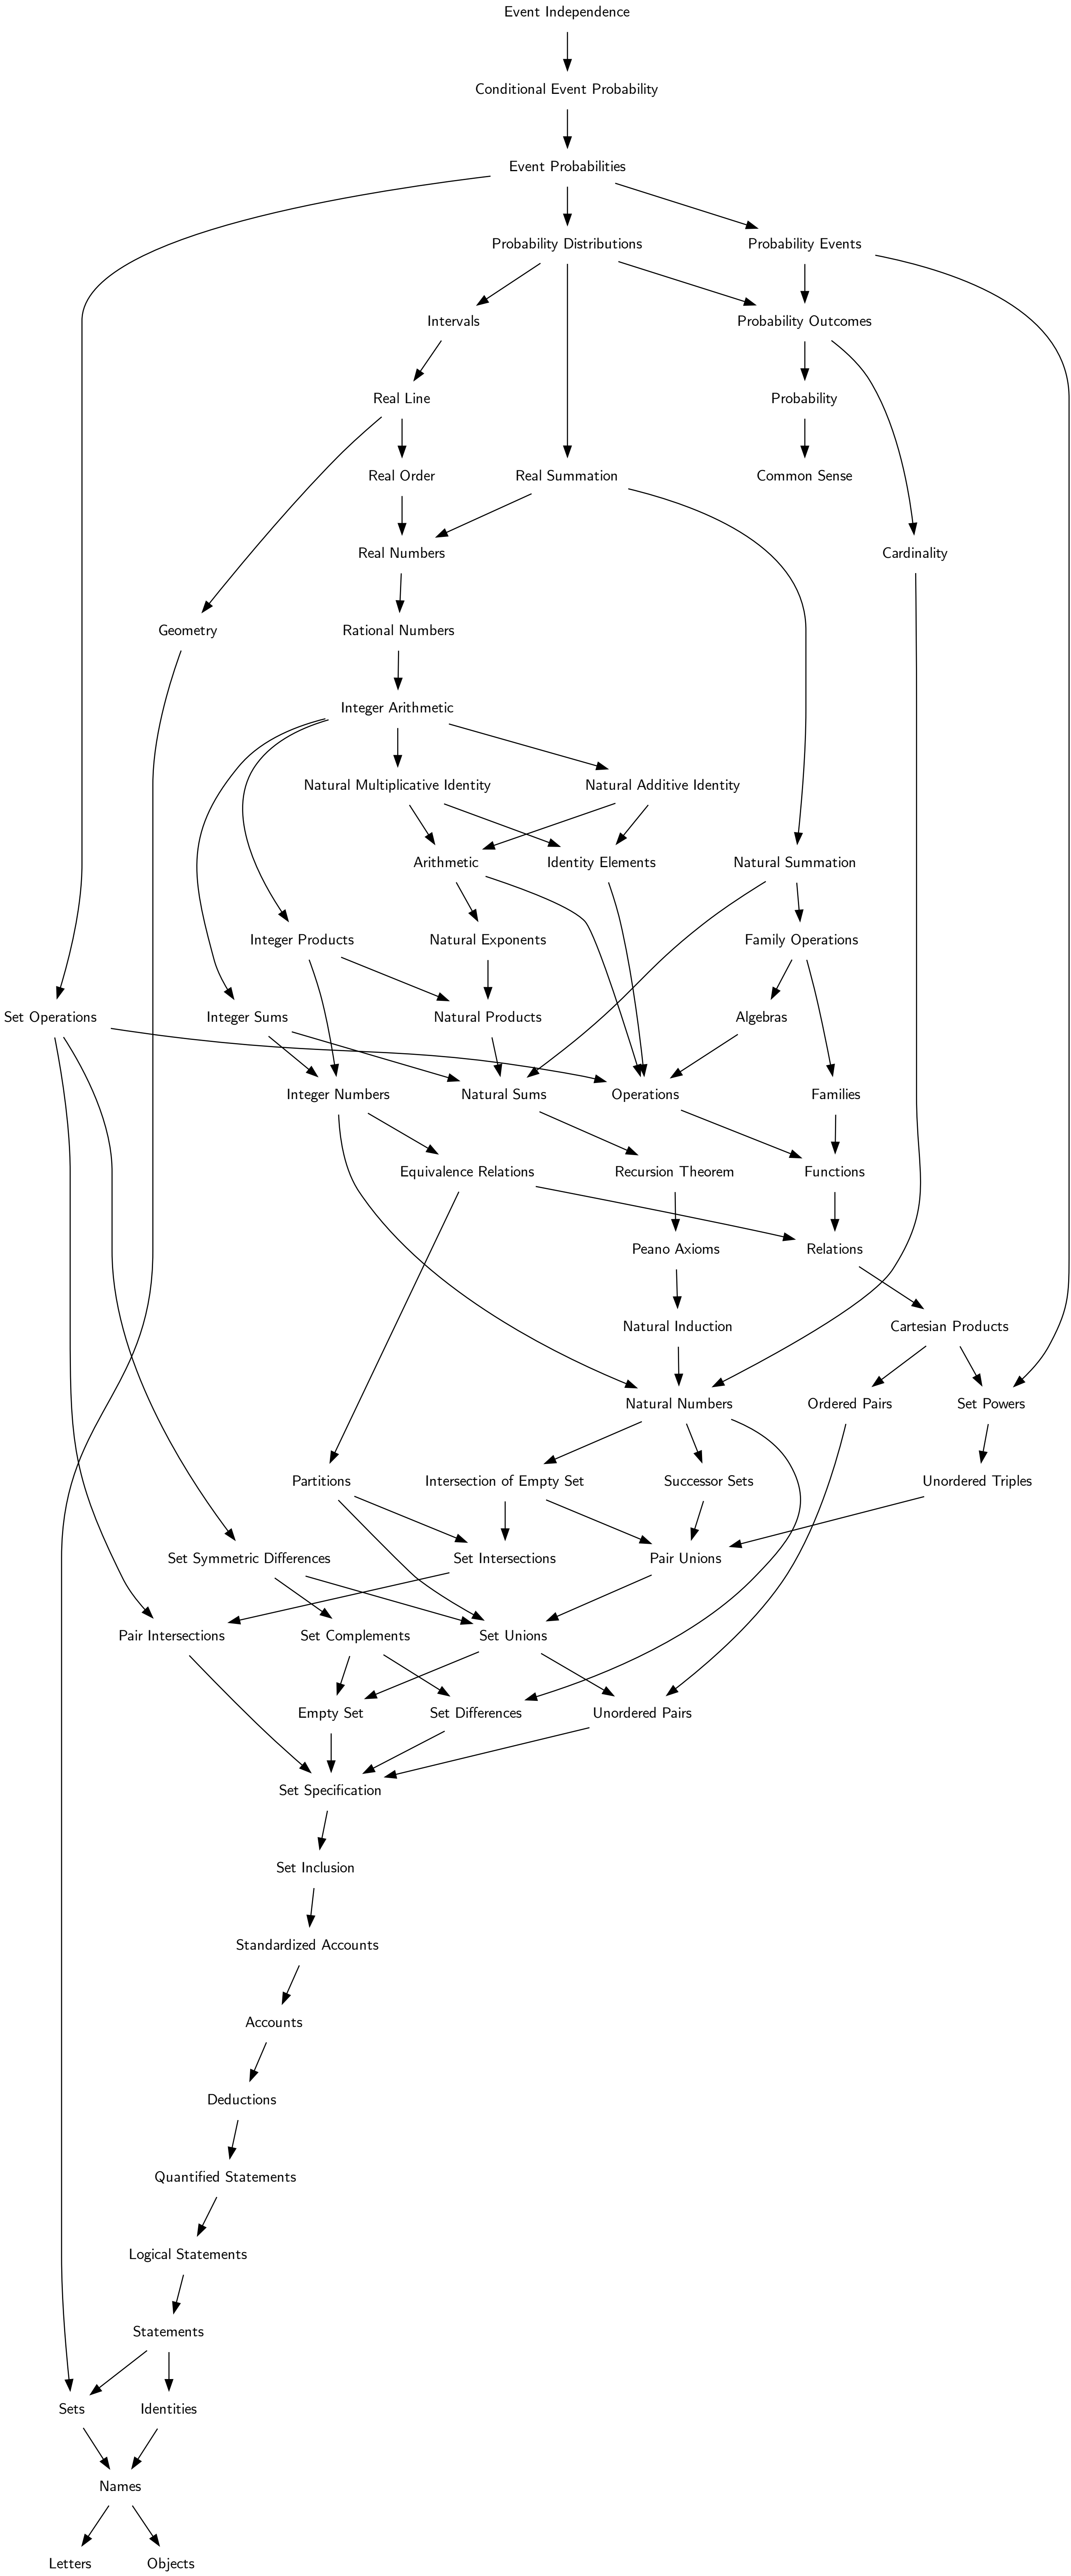 Event Independence
Conditional Event Probability
Event Probabilities
Probability Distributions
Probability Events
Intervals
Probability Outcomes
Real Line
Probability
Real Order
Real Summation
Common Sense
Real Numbers
Cardinality
Geometry
Rational Numbers
Integer Arithmetic
Natural Multiplicative Identity
Natural Additive Identity
Arithmetic
Identity Elements
Natural Summation
Integer Products
Natural Exponents
Family Operations
Set Operations
Integer Sums
Natural Products
Algebras
Integer Numbers
Natural Sums
Operations
Families
Equivalence Relations
Recursion Theorem
Functions
Peano Axioms
Relations
Natural Induction
Cartesian Products
Natural Numbers
Ordered Pairs
Set Powers
Partitions
Intersection of Empty Set
Successor Sets
Unordered Triples
Set Symmetric Differences
Set Intersections
Pair Unions
Pair Intersections
Set Complements
Set Unions
Empty Set
Set Differences
Unordered Pairs
Set Specification
Set Inclusion
Standardized Accounts
Accounts
Deductions
Quantified Statements
Logical Statements
Statements
Sets
Identities
Names
Letters
Objects